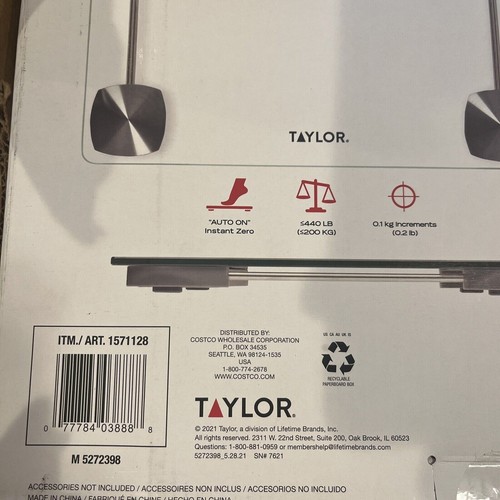 TAYLOR®
"AUTO ON"
Instant Zero
≤440 LB
(≤200 KG)
0.1 kg increments
(0.2 lb)
ITM./ ART. 1571128
0 77784 03888 8
M 5272398
DISTRIBUTED BY:
COSTCO WHOLESALE CORPORATION
P.O. BOX 34535
SEATTLE, WA 98124-1535
USA
1-800-774-2678
WWW.COSTCO.COM
RECYCLABLE
PAPERBOARD BOX
TAYLOR®
© 2021 Taylor, a division of Lifetime Brands, Inc.
All rights reserved. 2311 W. 22nd Street, Suite 200, Oak Brook, IL 60523
Questions: 1-800-881-0959 or membershelp@lifetimebrands.com
5272398_5.28.21 SN# 7621
ACCESSORIES NOT INCLUDED / ACCESSOIRES NON INCLUS / ACCESORIOS NO INCLUIDO
MADE IN CHINA / FABRIQUÉ EN CHINE / HECHO EN CHINA